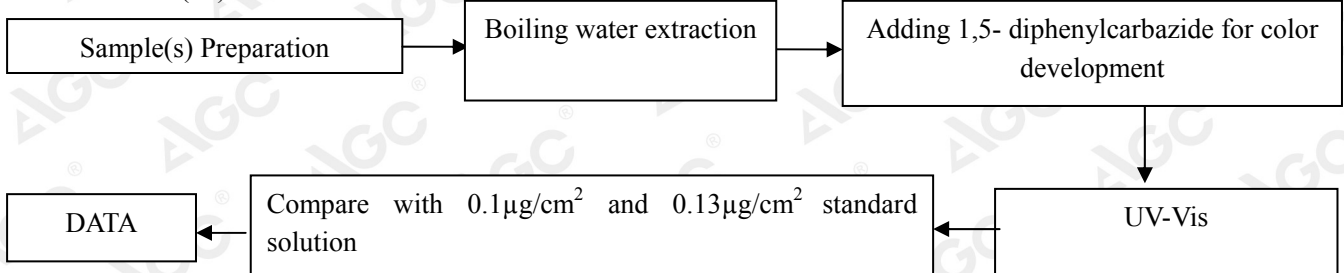 Sample(s) Preparation
Boiling water extraction
Adding 1,5- diphenylcarbazide for color
development
UV-Vis
Compare with 0.1µg/cm² and 0.13µg/cm² standard
solution
DATA
AGC ®